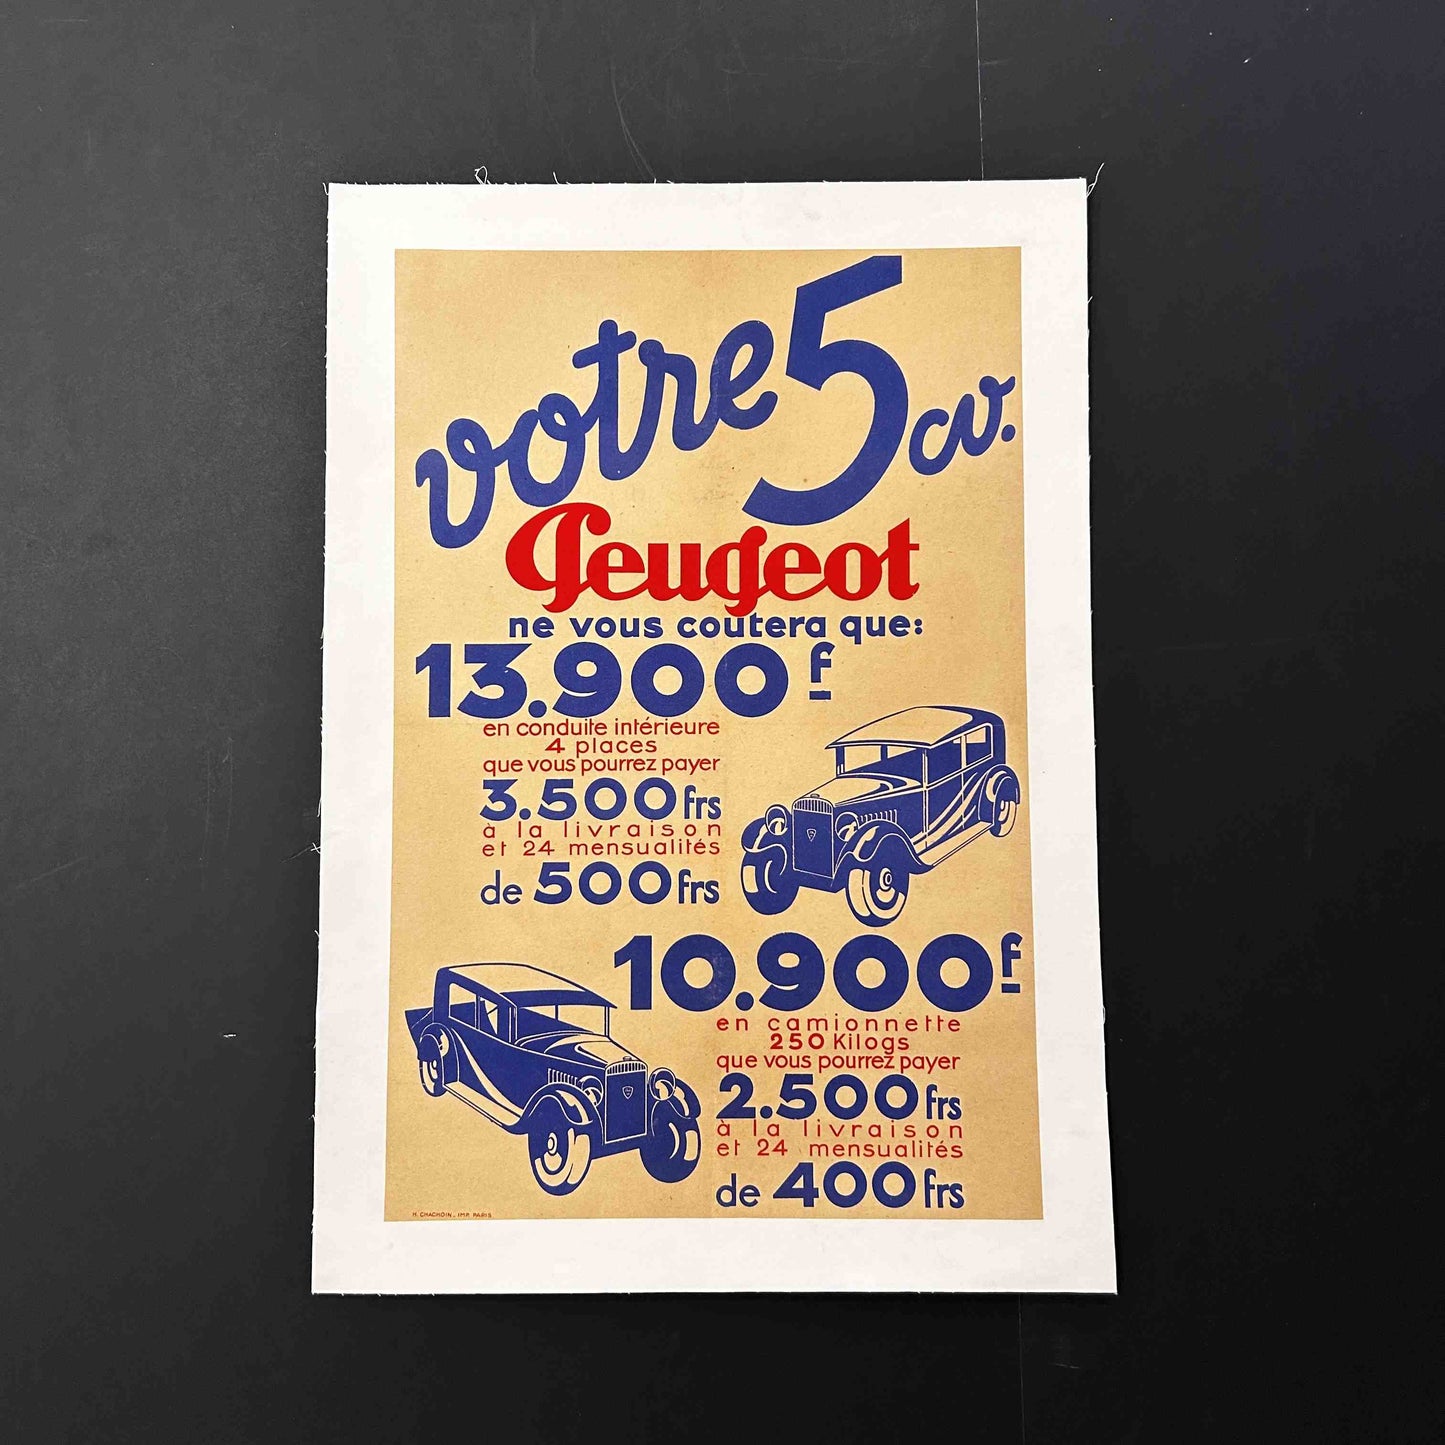 votre 5 cv.
Peugeot
ne vous coutera que:
13.900 f
en conduite intérieure
4 places
que vous pourrez payer
3.500 frs
à la livraison
et 24 mensualités
de 500 frs
10.900 f
en camionnette
250 Kilogs
que vous pourrez payer
2.500 frs
à la livraison
et 24 mensualités
de 400 frs
H. CHACHOIN_IMP. PARIS